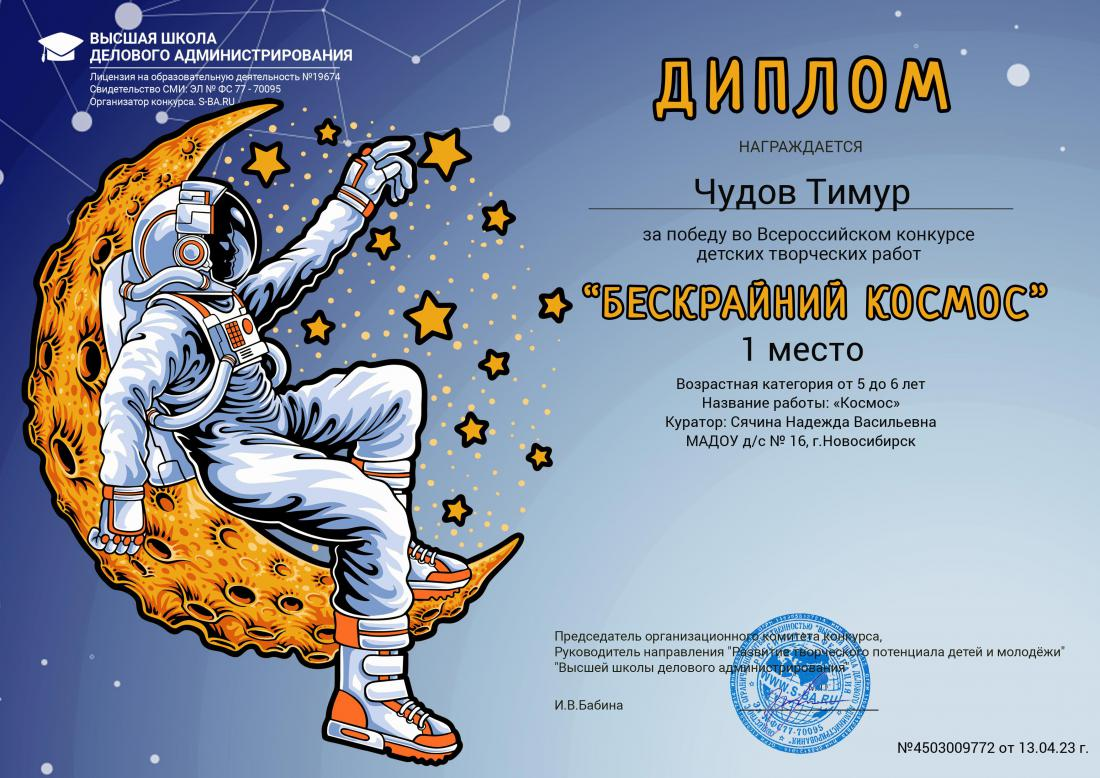 ВЫСШАЯ ШКОЛА
ДЕЛОВОГО АДМИНИСТРИРОВАНИЯ
Лицензия на образовательную деятельность №19674
Свидетельство СМИ: ЭЛ № ФС 77 - 70095
Организатор конкурса. S-BA.RU
ДИПЛОМ
НАГРАЖДАЕТСЯ
Чудов Тимур
за победу во Всероссийском конкурсе
детских творческих работ
“БЕСКРАЙНИЙ КОСМОС”
1 место
Возрастная категория от 5 до 6 лет
Название работы: «Космос»
Куратор: Сячина Надежда Васильевна
МАДОУ д/с № 16, г.Новосибирск
Председатель организационного комитета конкурса,
Руководитель направления "Развитие творческого потенциала детей и молодёжи"
"Высшей школы делового администрирования
И.В.Бабина
WWW.S-BA.RU
№4503009772 от 13.04.23 г.